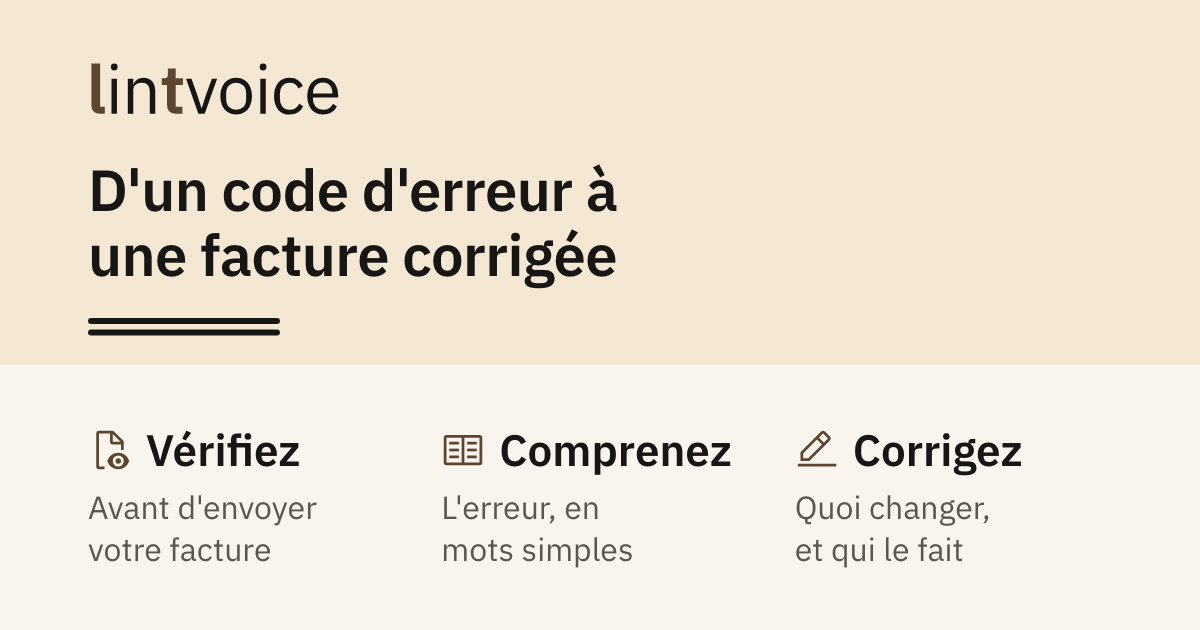 lintvoice
D'un code d'erreur à
une facture corrigée
Vérifiez
Avant d'envoyer
votre facture
Comprenez
L'erreur, en
mots simples
Corrigez
Quoi changer,
et qui le fait